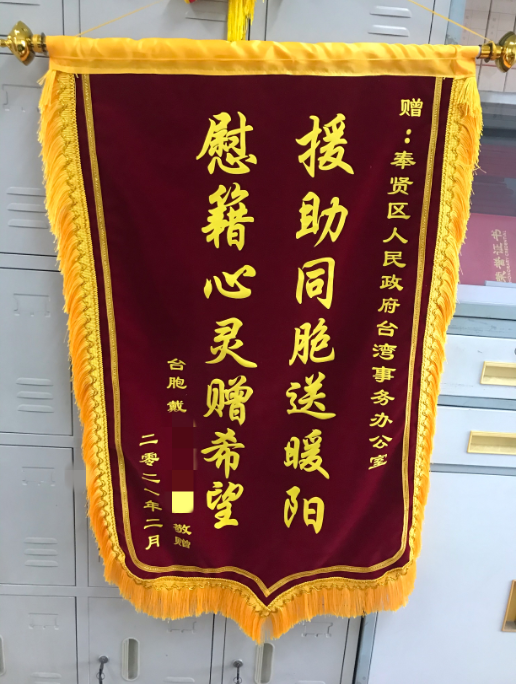 赠：奉贤区人民政府台湾事务办公室
援助同胞送暖阳
慰籍心灵赠希望
台胞戴
敬赠
二零年二月